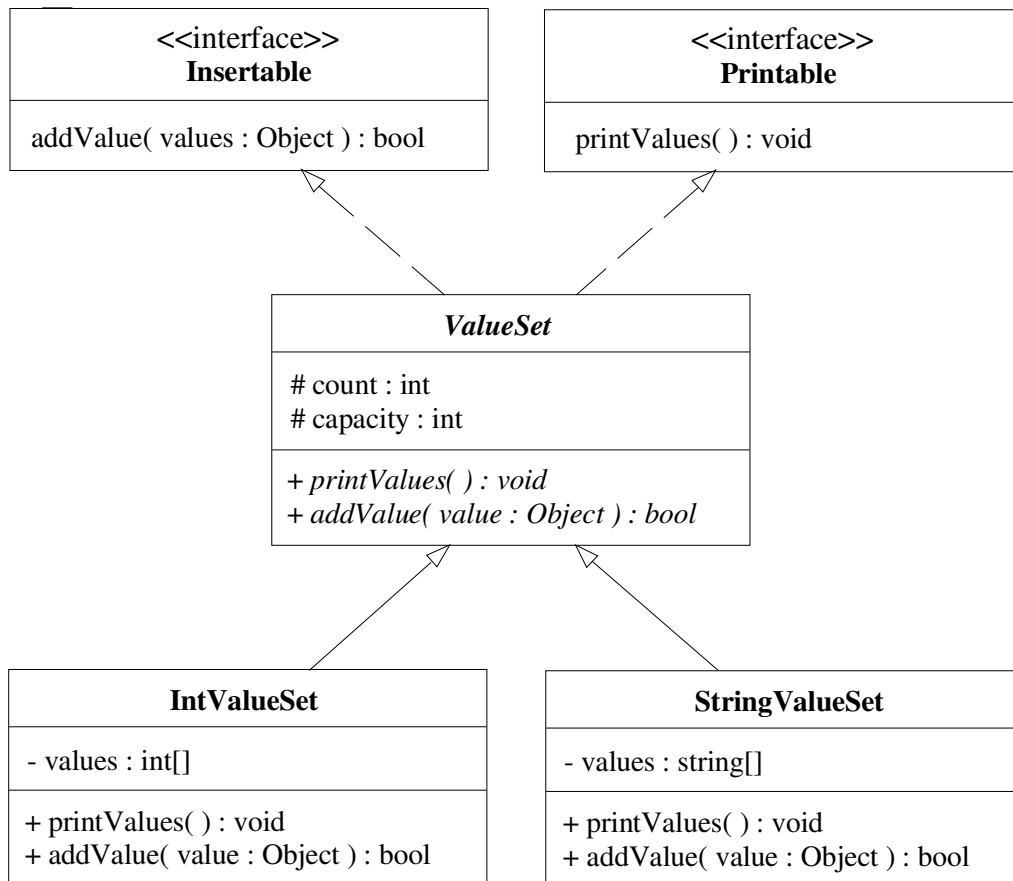 <<interface>>
Insertable
addValue( values : Object ) : bool
<<interface>>
Printable
printValues( ) : void
ValueSet
# count : int
# capacity : int
+ printValues( ) : void
+ addValue( value : Object ) : bool
IntValueSet
- values : int[]
+ printValues( ) : void
+ addValue( value : Object ) : bool
StringValueSet
- values : string[]
+ printValues( ) : void
+ addValue( value : Object ) : bool